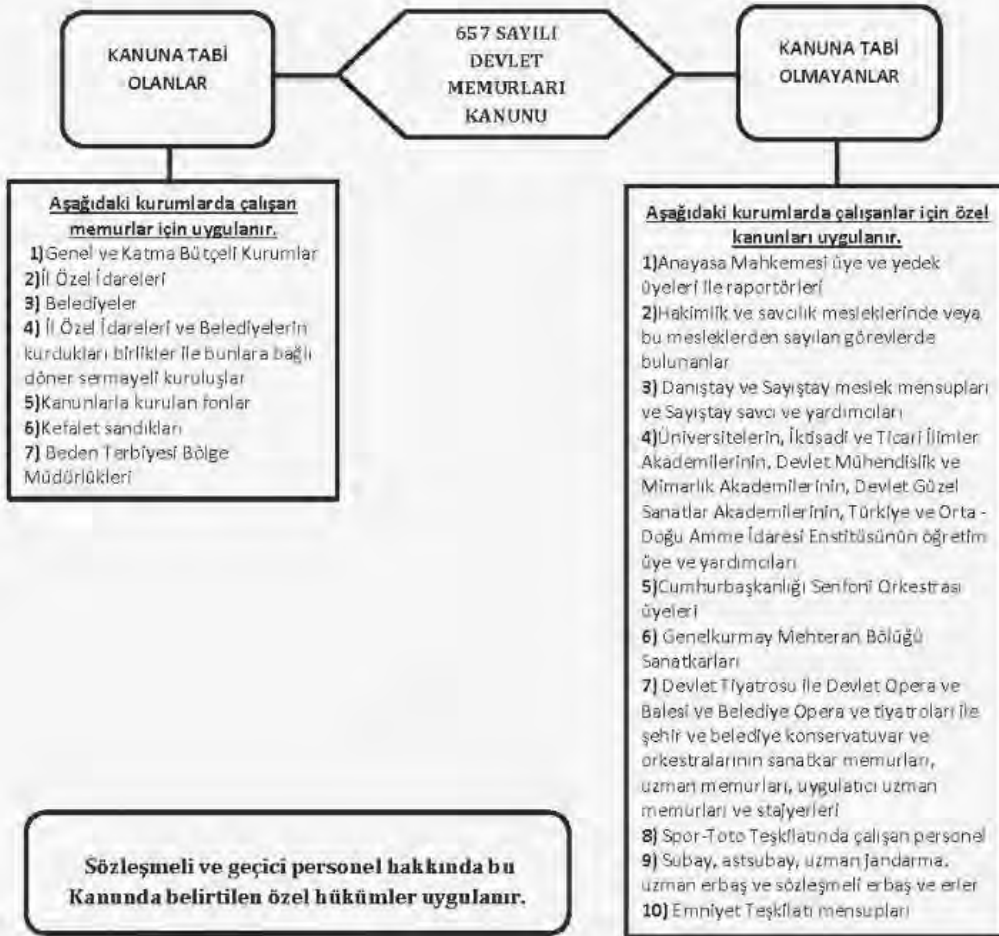 KANUNA TABİ
OLANLAR
657 SAYILI
DEVLET
MEMURLARI
KANUNU
KANUNA TABİ
OLMAYANLAR
Aşağıdaki kurumlarda çalışan
memurlar için uygulanır.
1)Genel ve Katma Bütçeli Kurumlar
2)İl Özel İdareleri
3) Belediyeler
4) İl Özel İdareleri ve Belediyelerin
kurdukları birlikler ile bunlara bağlı
döner sermayeli kuruluşlar
5)Kanunlarla kurulan fonlar
6)Kefalet sandıkları
7) Beden Terbiyesi Bölge
Müdürlükleri
Aşağıdaki kurumlarda çalışanlar için özel
kanunları uygulanır.
1)Anayasa Mahkemesi üye ve yedek
üyeleri ile raportörleri
2)Hakimlik ve savcılık mesleklerinde veya
bu mesleklerden sayılan görevlerde
bulunanlar
3) Danıştay ve Sayıştay meslek mensupları
ve Sayıştay savcı ve yardımcıları
4)Üniversitelerin, İktisadi ve Ticari İlimler
Akademilerinin, Devlet Mühendislik ve
Mimarlık Akademilerinin, Devlet Güzel
Sanatlar Akademilerinin, Türkiye ve Orta -
Doğu Amme İdaresi Enstitüsünün öğretim
üye ve yardımcıları
5)Cumhurbaşkanlığı Senfoni Orkestrası
üyeleri
6) Genelkurmay Mehteran Bölüğü
Sanatkarları
7) Devlet Tiyatrosu ile Devlet Opera ve
Balesi ve Belediye Opera ve tiyatroları ile
şehir ve belediye konservatuvar ve
orkestralarının sanatkar memurları,
uzman memurları, uygulatıcı uzman
memurları ve stajyerleri
8) Spor-Toto Teşkilatında çalışan personel
9) Subay, astsubay, uzman jandarma,
uzman erbaş ve sözleşmeli erbaş ve erler
10) Emniyet Teşkilatı mensupları
Sözleşmeli ve geçici personel hakkında bu
Kanunda belirtilen özel hükümler uygulanır.